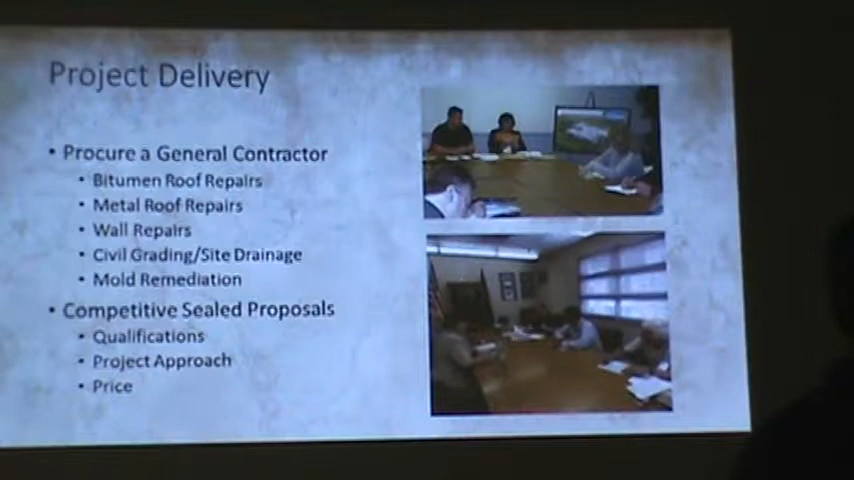 Project Delivery
• Procure a General Contractor
• Bitumen Roof Repairs
• Metal Roof Repairs
• Wall Repairs
• Civil Grading/Site Drainage
• Mold Remediation
• Competitive Sealed Proposals
• Qualifications
• Project Approach
• Price